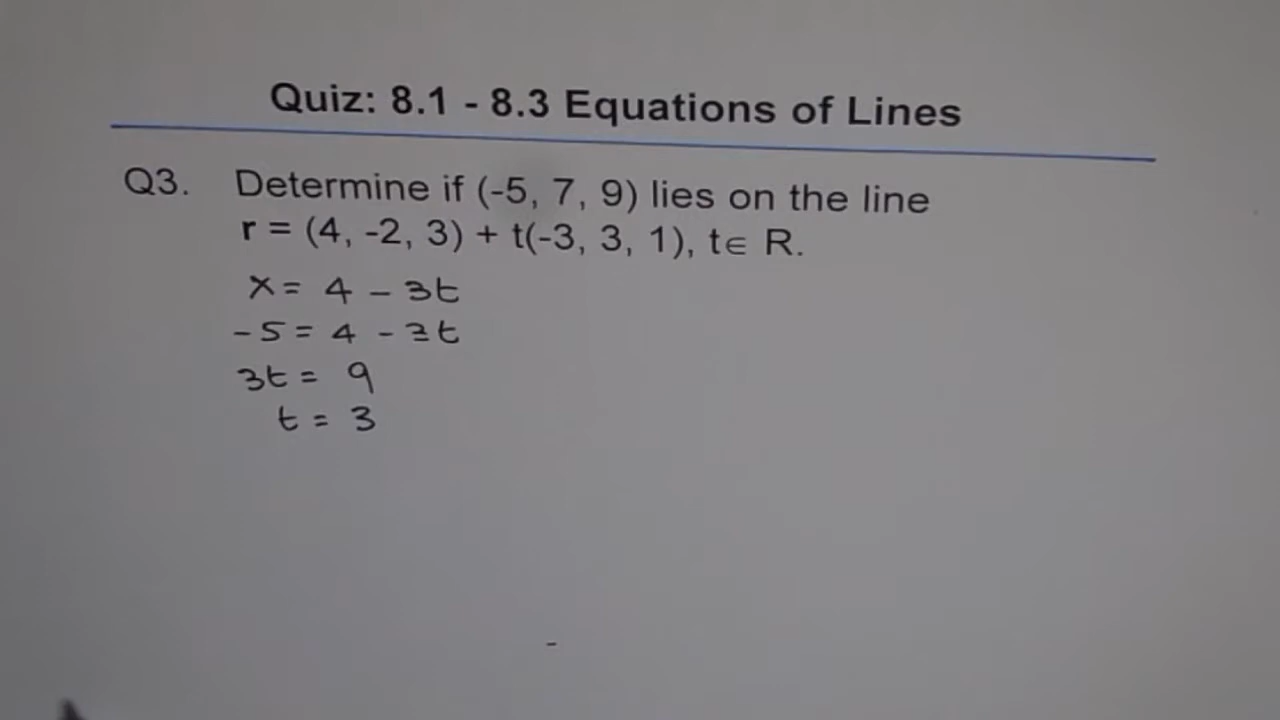 Quiz: 8.1 - 8.3 Equations of Lines
Q3. Determine if (-5, 7, 9) lies on the line
r = (4, -2, 3) + t(-3, 3, 1), t∈ R.
x = 4 - 3t
-5 = 4 - 3t
3t = 9
t = 3